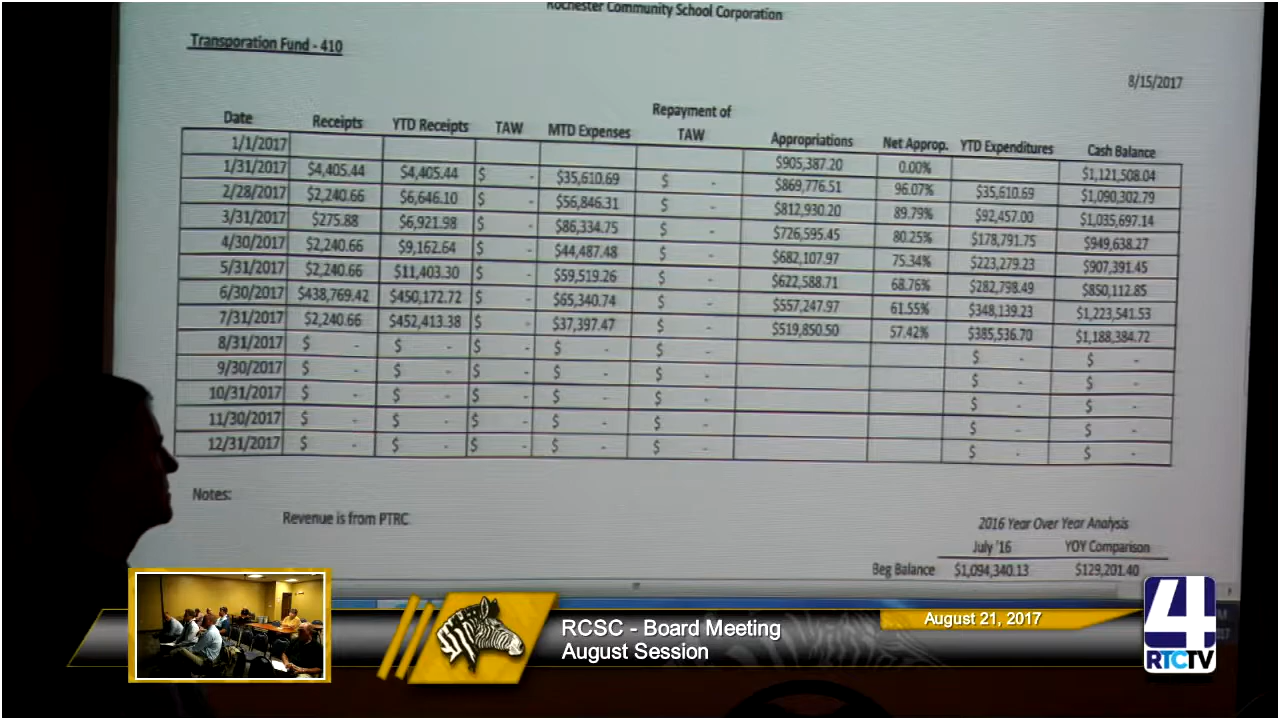 Rochester Community School Corporation
Transporation Fund - 410
8/15/2017
Date Receipts YTD Receipts TAW MTD Expenses Repayment of TAW Appropriations Net Approp. YTD Expenditures Cash Balance
1/1/2017 $905,387.20 0.00% $1,121,508.04
1/31/2017 $4,405.44 $4,405.44 $ - $35,610.69 $ - $869,776.51 96.07% $35,610.69 $1,090,302.79
2/28/2017 $2,240.66 $6,646.10 $ - $56,846.31 $ - $812,930.20 89.79% $92,457.00 $1,035,697.14
3/31/2017 $275.88 $6,921.98 $ - $86,334.75 $ - $726,595.45 80.25% $178,791.75 $949,638.27
4/30/2017 $2,240.66 $9,162.64 $ - $44,487.48 $ - $682,107.97 75.34% $223,279.23 $907,391.45
5/31/2017 $2,240.66 $11,403.30 $ - $59,519.26 $ - $622,588.71 68.76% $282,798.49 $850,112.85
6/30/2017 $438,769.42 $450,172.72 $ - $65,340.74 $ - $557,247.97 61.55% $348,139.23 $1,223,541.53
7/31/2017 $2,240.66 $452,413.38 $ - $37,397.47 $ - $519,850.50 57.42% $385,536.70 $1,188,384.72
8/31/2017 $ - $ - $ - $ - $ - $ - $ -
9/30/2017 $ - $ - $ - $ - $ - $ - $ -
10/31/2017 $ - $ - $ - $ - $ - $ - $ -
11/30/2017 $ - $ - $ - $ - $ - $ - $ -
12/31/2017 $ - $ - $ - $ - $ - $ - $ -
Notes:
Revenue is from PTRC
2016 Year Over Year Analysis
July '16 YOY Comparison
Beg Balance $1,094,340.13 $129,201.40
August 21, 2017
RCSC - Board Meeting
August Session
4
RTCTV